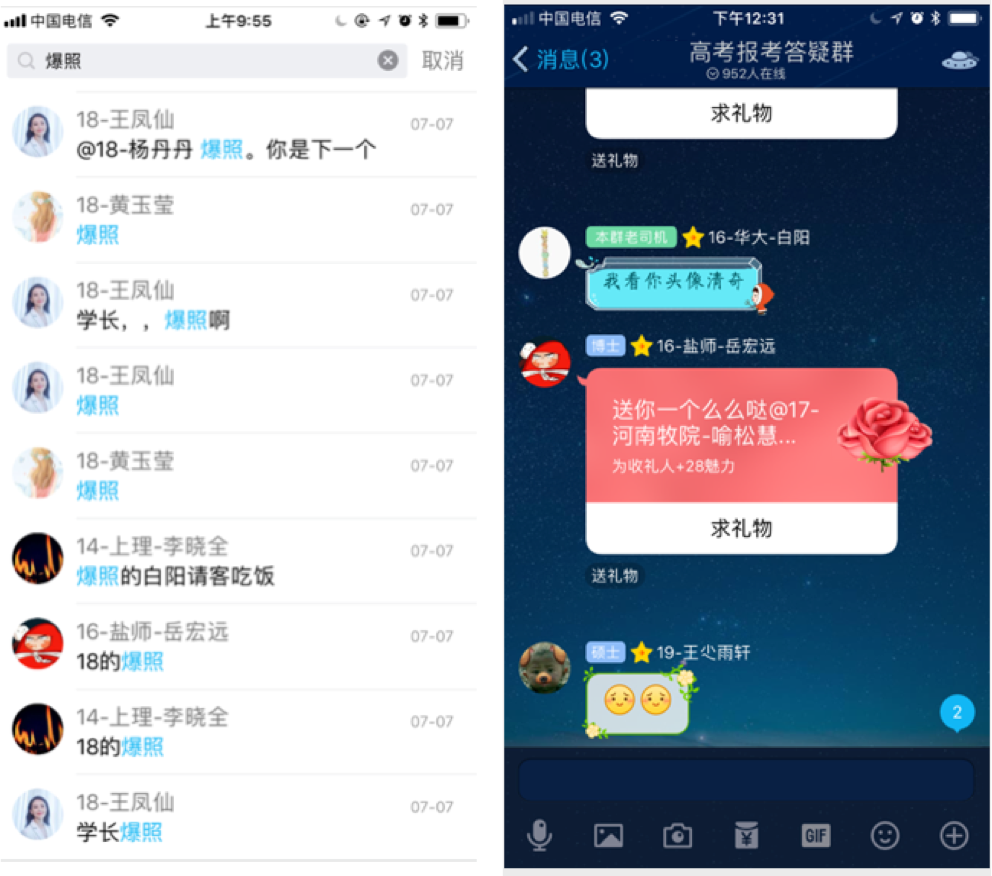 中国电信
上午9:55
爆照
取消
18-王凤仙
07-07
@18-杨丹丹 爆照。你是下一个
18-黄玉莹
07-07
爆照
18-王凤仙
07-07
学长，，爆照啊
18-王凤仙
07-07
爆照
18-黄玉莹
07-07
爆照
14-上理-李晓全
07-07
爆照的白阳请客吃饭
16-盐师-岳宏远
07-07
18的爆照
14-上理-李晓全
07-07
18的爆照
18-王凤仙
07-07
学长爆照
中国电信
下午12:31
消息(3)
高考报考答疑群
952人在线
求礼物
送礼物
本群老司机 16-华大-白阳
我看你头像清奇
博士 16-盐师-岳宏远
送你一个么么哒@17-
河南牧院-喻松慧...
为收礼人+28魅力
求礼物
送礼物
硕士 19-王尐雨轩
2
¥
GIF